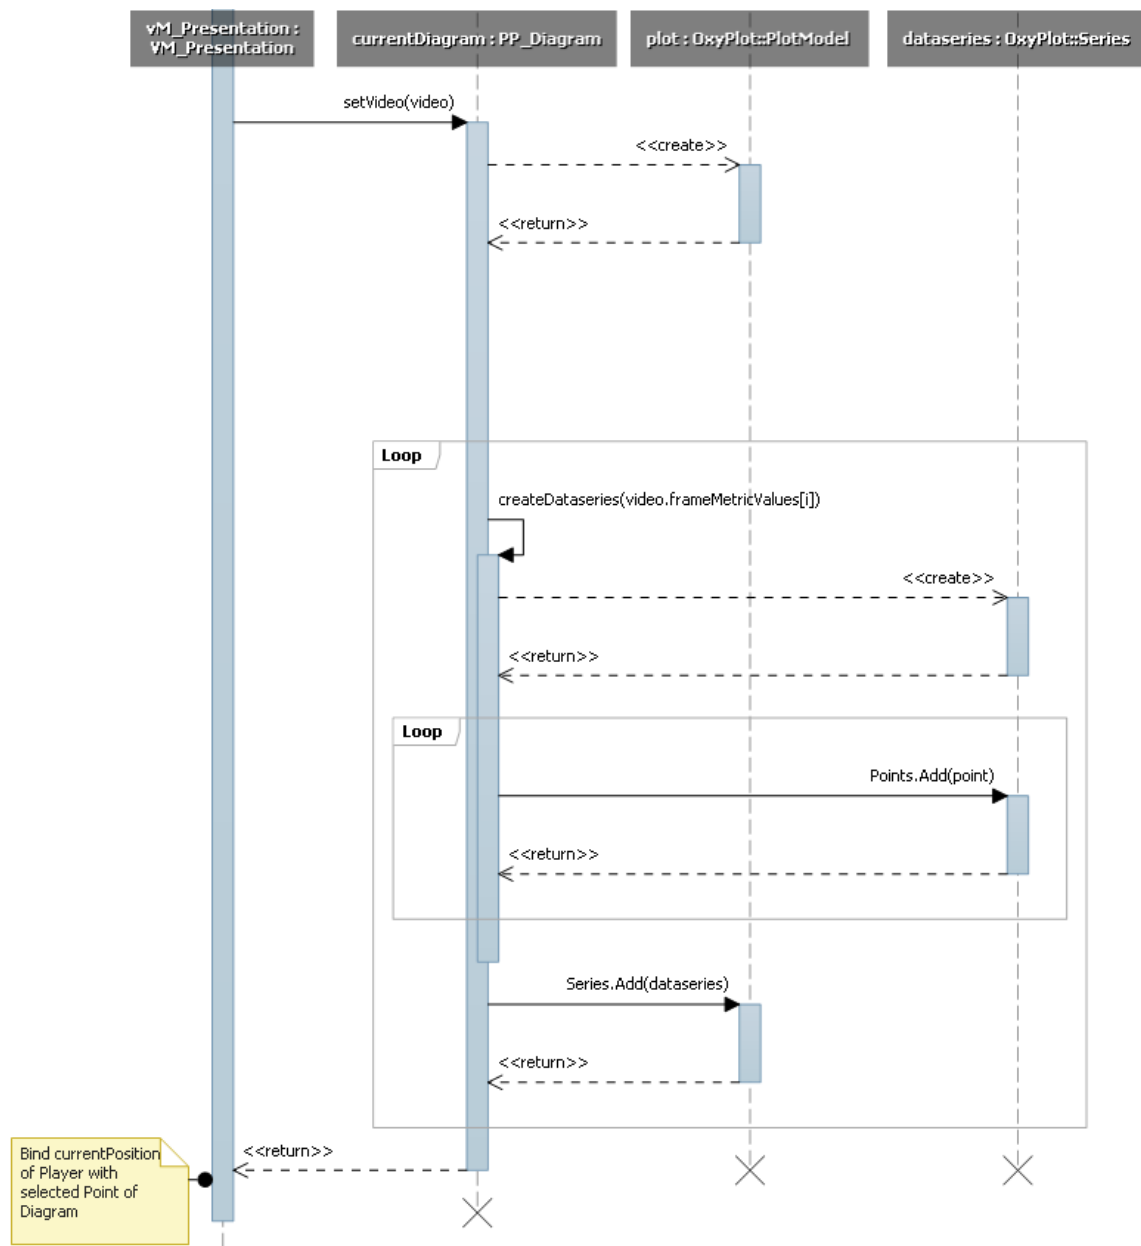 vM_Presentation :
VM_Presentation
currentDiagram : PP_Diagram
plot : OxyPlot::PlotModel
dataseries : OxyPlot::Series
setVideo(video)
<<create>>
<<return>>
Loop
createDataseries(video.frameMetricValues[i])
<<create>>
<<return>>
Loop
Points.Add(point)
<<return>>
Series.Add(dataseries)
<<return>>
<<return>>
Bind currentPosition
of Player with
selected Point of
Diagram